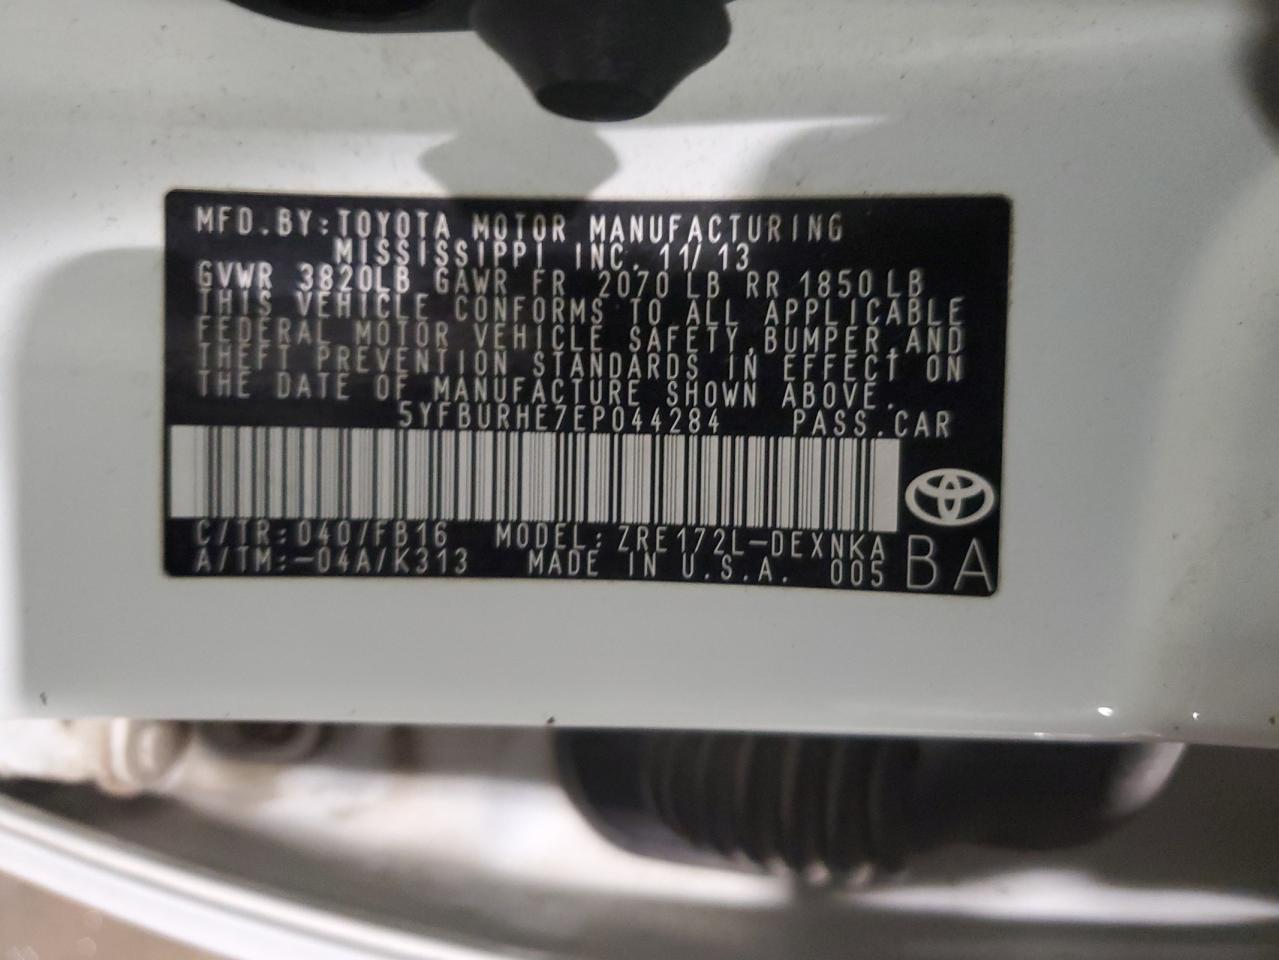 MFD.BY:TOYOTA MOTOR MANUFACTURING
MISSISSIPPI INC. 11/13
GVWR 3820LB GAWR FR 2070 LB RR 1850 LB
THIS VEHICLE CONFORMS TO ALL APPLICABLE
FEDERAL MOTOR VEHICLE SAFETY,BUMPER,AND
THEFT PREVENTION STANDARDS IN EFFECT ON
THE DATE OF MANUFACTURE SHOWN ABOVE.
5YFBURHE7EP044284 PASS.CAR
C/TR:040/FB16 MODEL:ZRE172L-DEXNKA
A/TM:-04A/K313 MADE IN U.S.A. 005 BA